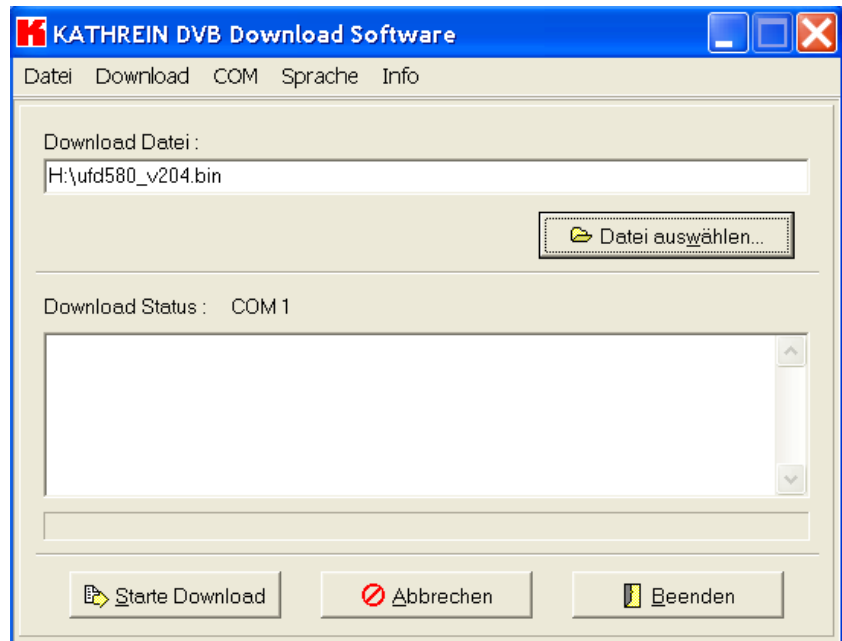 KATHREIN DVB Download Software
Datei Download COM Sprache Info
Download Datei :
H:\ufd580_v204.bin
Datei auswählen...
Download Status : COM 1
Starte Download Abbrechen Beenden